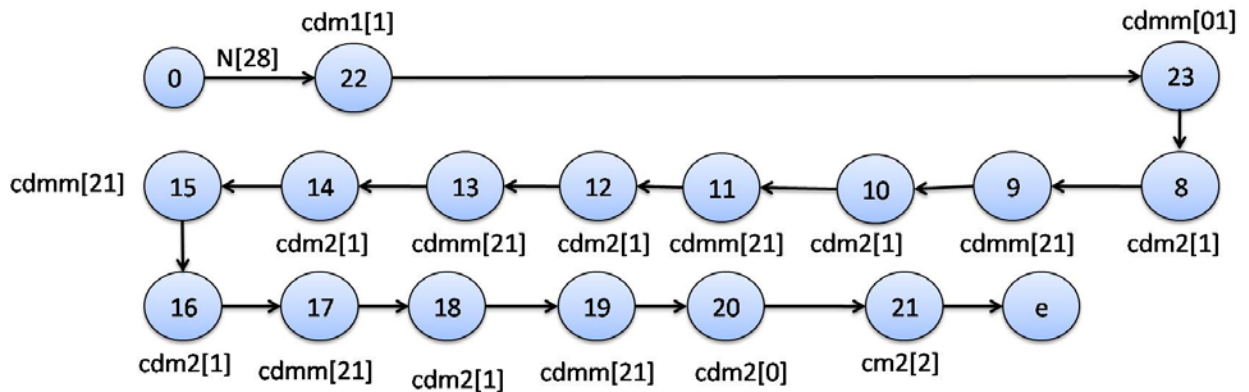 cdm1[1] cdmm[01]
0 N[28] 22 23
cdmm[21] 15 14 13 12 11 10 9 8
cdm2[1] cdmm[21] cdm2[1] cdmm[21] cdm2[1] cdmm[21] cdm2[1]
16 17 18 19 20 21 e
cdm2[1] cdmm[21] cdm2[1] cdmm[21] cdm2[0] cm2[2]